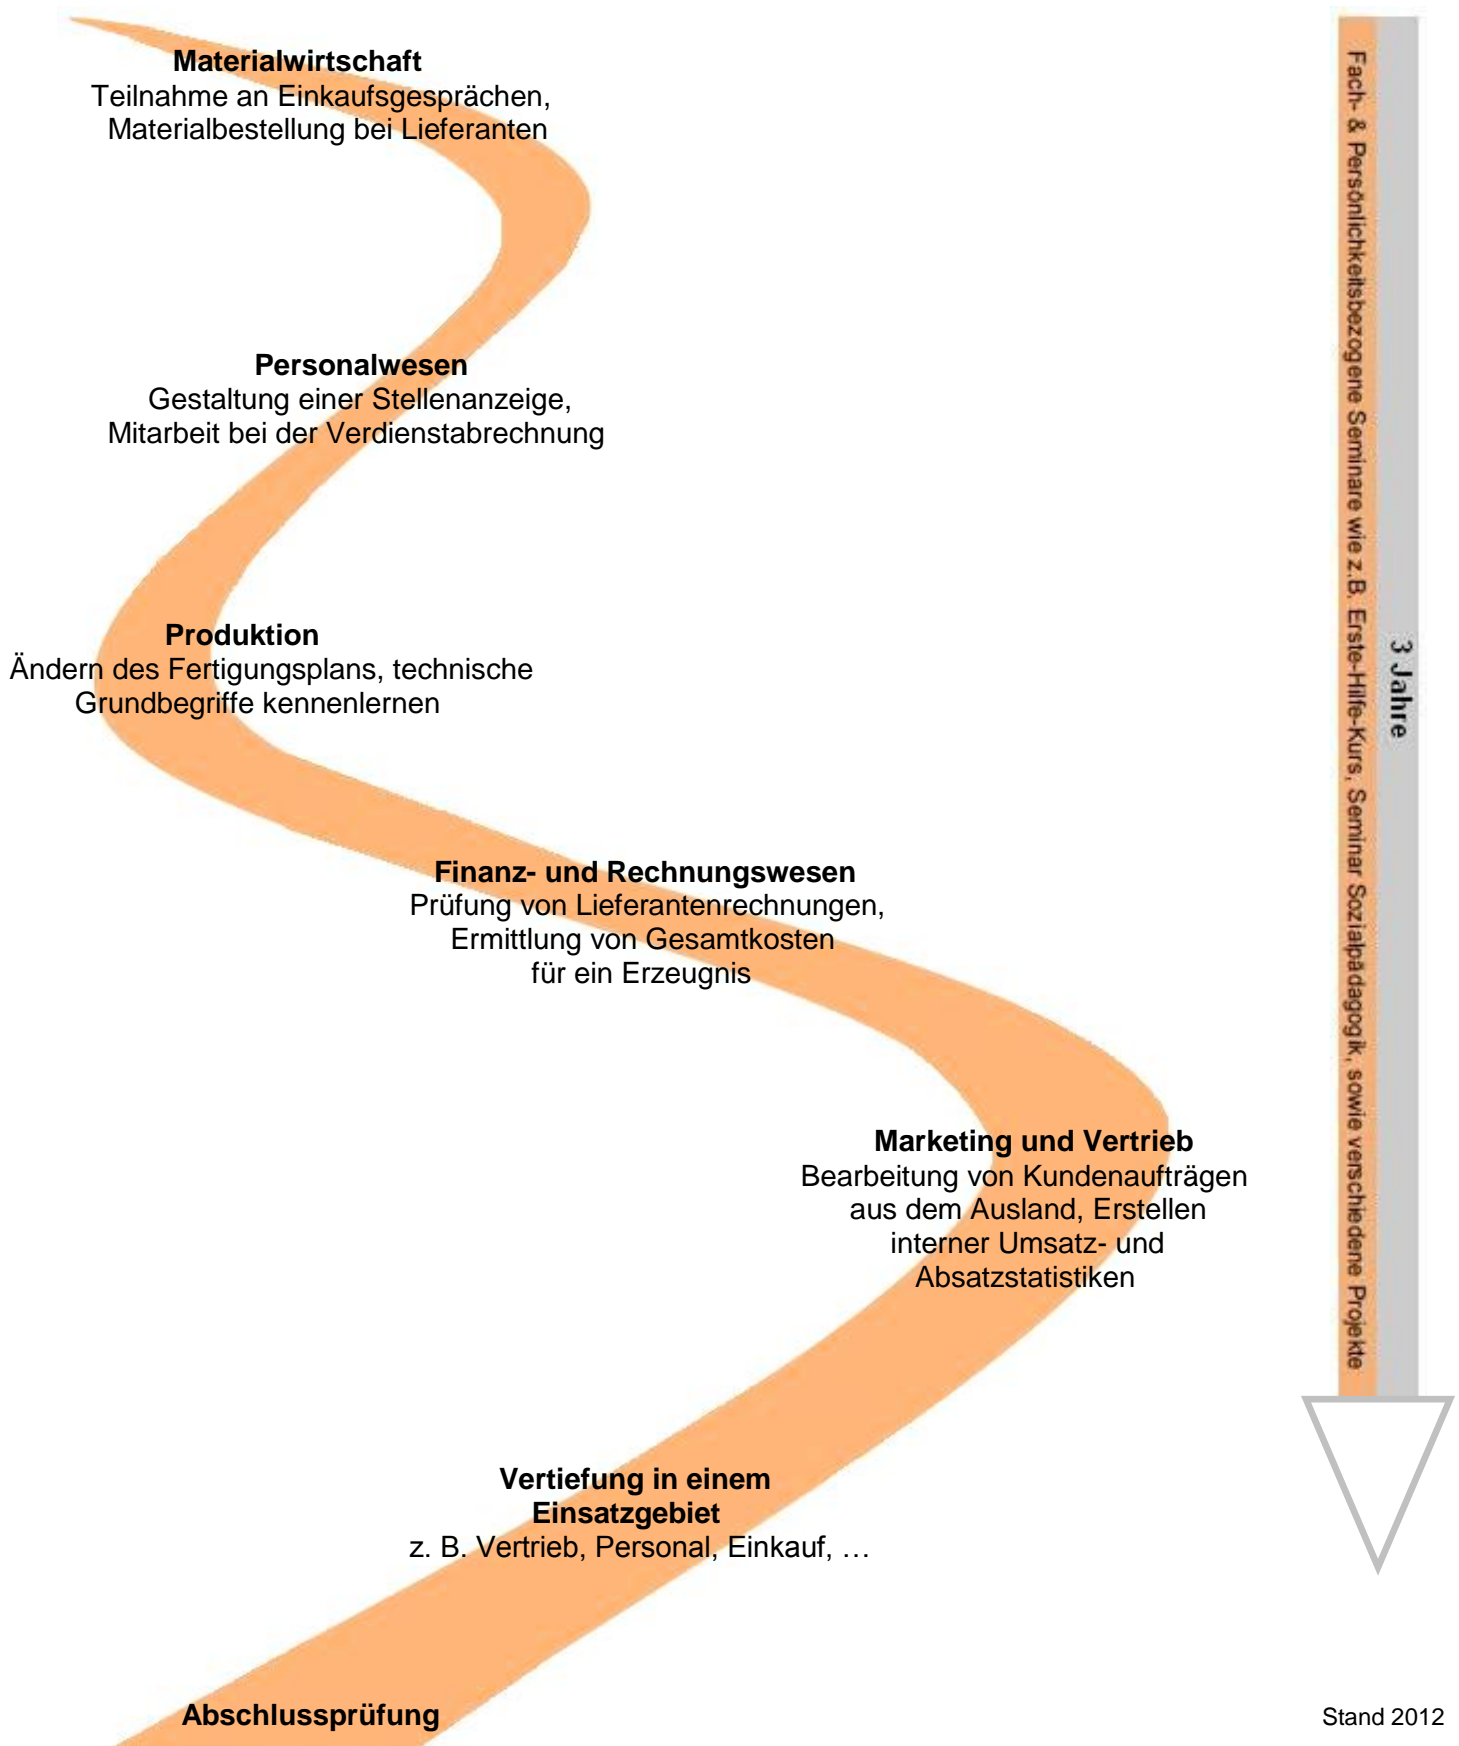 Materialwirtschaft
Teilnahme an Einkaufsgesprächen,
Materialbestellung bei Lieferanten
Personalwesen
Gestaltung einer Stellenanzeige,
Mitarbeit bei der Verdienstabrechnung
Produktion
Ändern des Fertigungsplans, technische
Grundbegriffe kennenlernen
Finanz- und Rechnungswesen
Prüfung von Lieferantenrechnungen,
Ermittlung von Gesamtkosten
für ein Erzeugnis
Marketing und Vertrieb
Bearbeitung von Kundenaufträgen
aus dem Ausland, Erstellen
interner Umsatz- und
Absatzstatistiken
Vertiefung in einem
Einsatzgebiet
z. B. Vertrieb, Personal, Einkauf, …
Abschlussprüfung
3 Jahre
Fach- & Persönlichkeitsbezogene Seminare wie z.B. Erste-Hilfe-Kurs, Seminar Sozialpädagogik, sowie verschiedene Projekte
Stand 2012